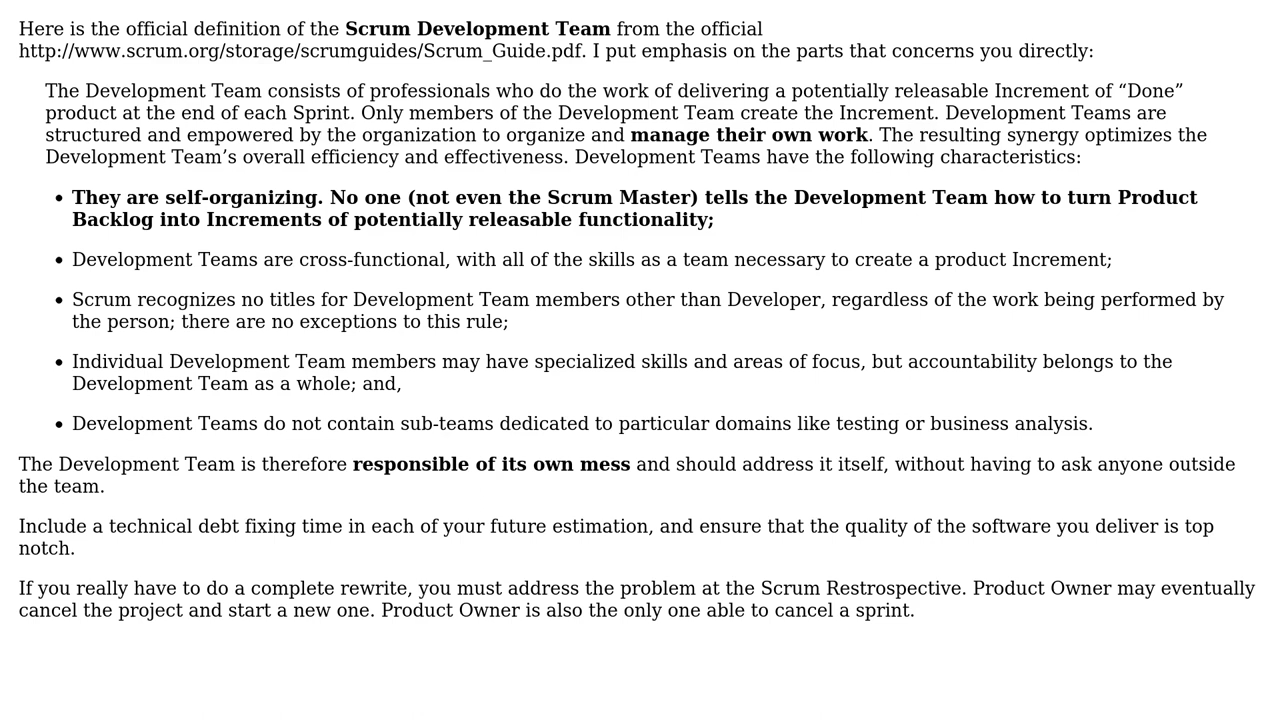 Here is the official definition of the Scrum Development Team from the official
http://www.scrum.org/storage/scrumguides/Scrum_Guide.pdf. I put emphasis on the parts that concerns you directly:
The Development Team consists of professionals who do the work of delivering a potentially releasable Increment of “Done”
product at the end of each Sprint. Only members of the Development Team create the Increment. Development Teams are
structured and empowered by the organization to organize and manage their own work. The resulting synergy optimizes the
Development Team’s overall efficiency and effectiveness. Development Teams have the following characteristics:
• They are self-organizing. No one (not even the Scrum Master) tells the Development Team how to turn Product
Backlog into Increments of potentially releasable functionality;
• Development Teams are cross-functional, with all of the skills as a team necessary to create a product Increment;
• Scrum recognizes no titles for Development Team members other than Developer, regardless of the work being performed by
the person; there are no exceptions to this rule;
• Individual Development Team members may have specialized skills and areas of focus, but accountability belongs to the
Development Team as a whole; and,
• Development Teams do not contain sub-teams dedicated to particular domains like testing or business analysis.
The Development Team is therefore responsible of its own mess and should address it itself, without having to ask anyone outside
the team.
Include a technical debt fixing time in each of your future estimation, and ensure that the quality of the software you deliver is top
notch.
If you really have to do a complete rewrite, you must address the problem at the Scrum Restrospective. Product Owner may eventually
cancel the project and start a new one. Product Owner is also the only one able to cancel a sprint.